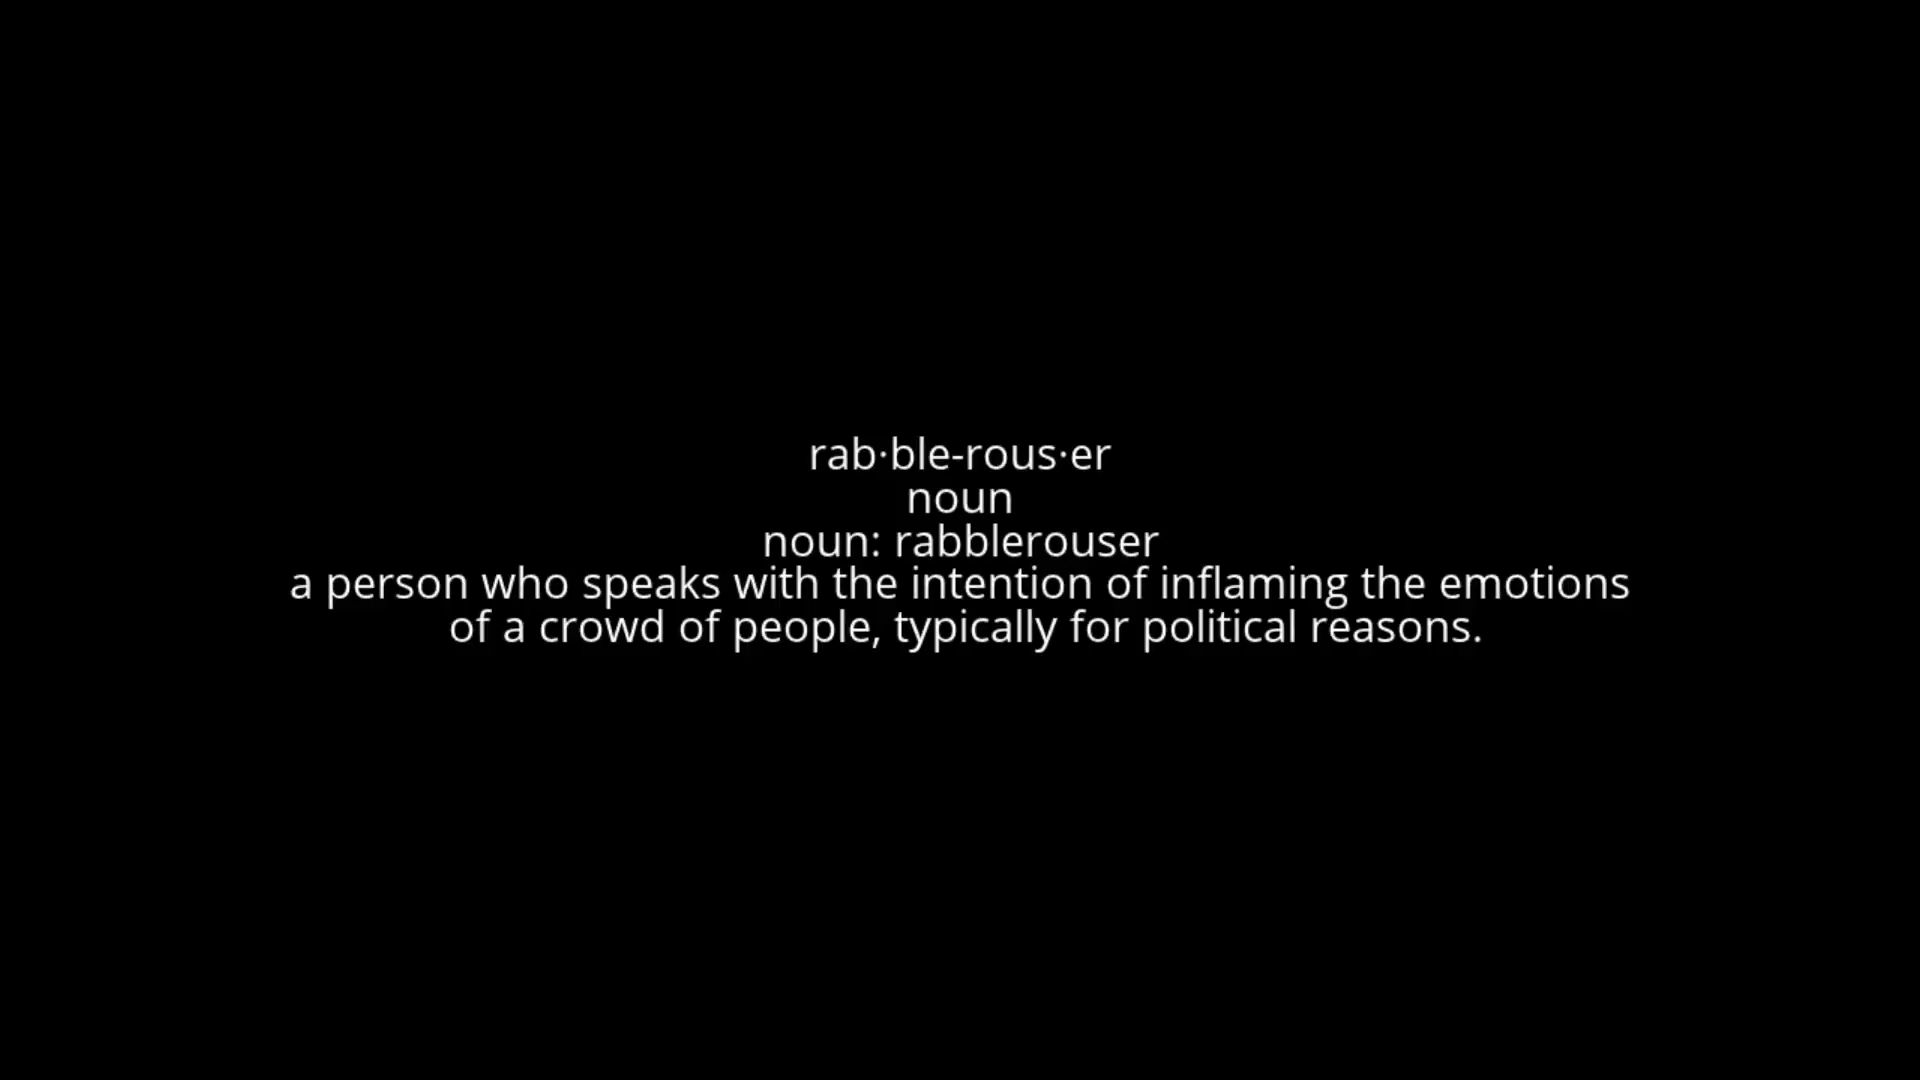 rab·ble-rous·er
noun
noun: rabblerouser
a person who speaks with the intention of inflaming the emotions
of a crowd of people, typically for political reasons.